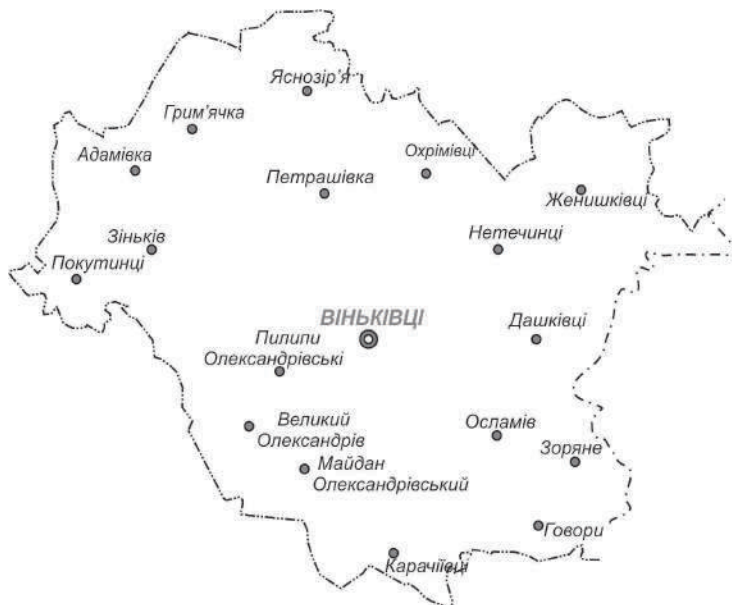 Яснозір’я
Грим’ячка
Охрімівці
Адамівка
Петрашівка
Женишківці
Зіньків
Нетечинці
Покутинці
ВІНЬКІВЦІ
Дашківці
Пилипи
Олександрівські
Великий
Олександрів
Осламів
Зоряне
Майдан
Олександрівський
Говори
Карачіївці